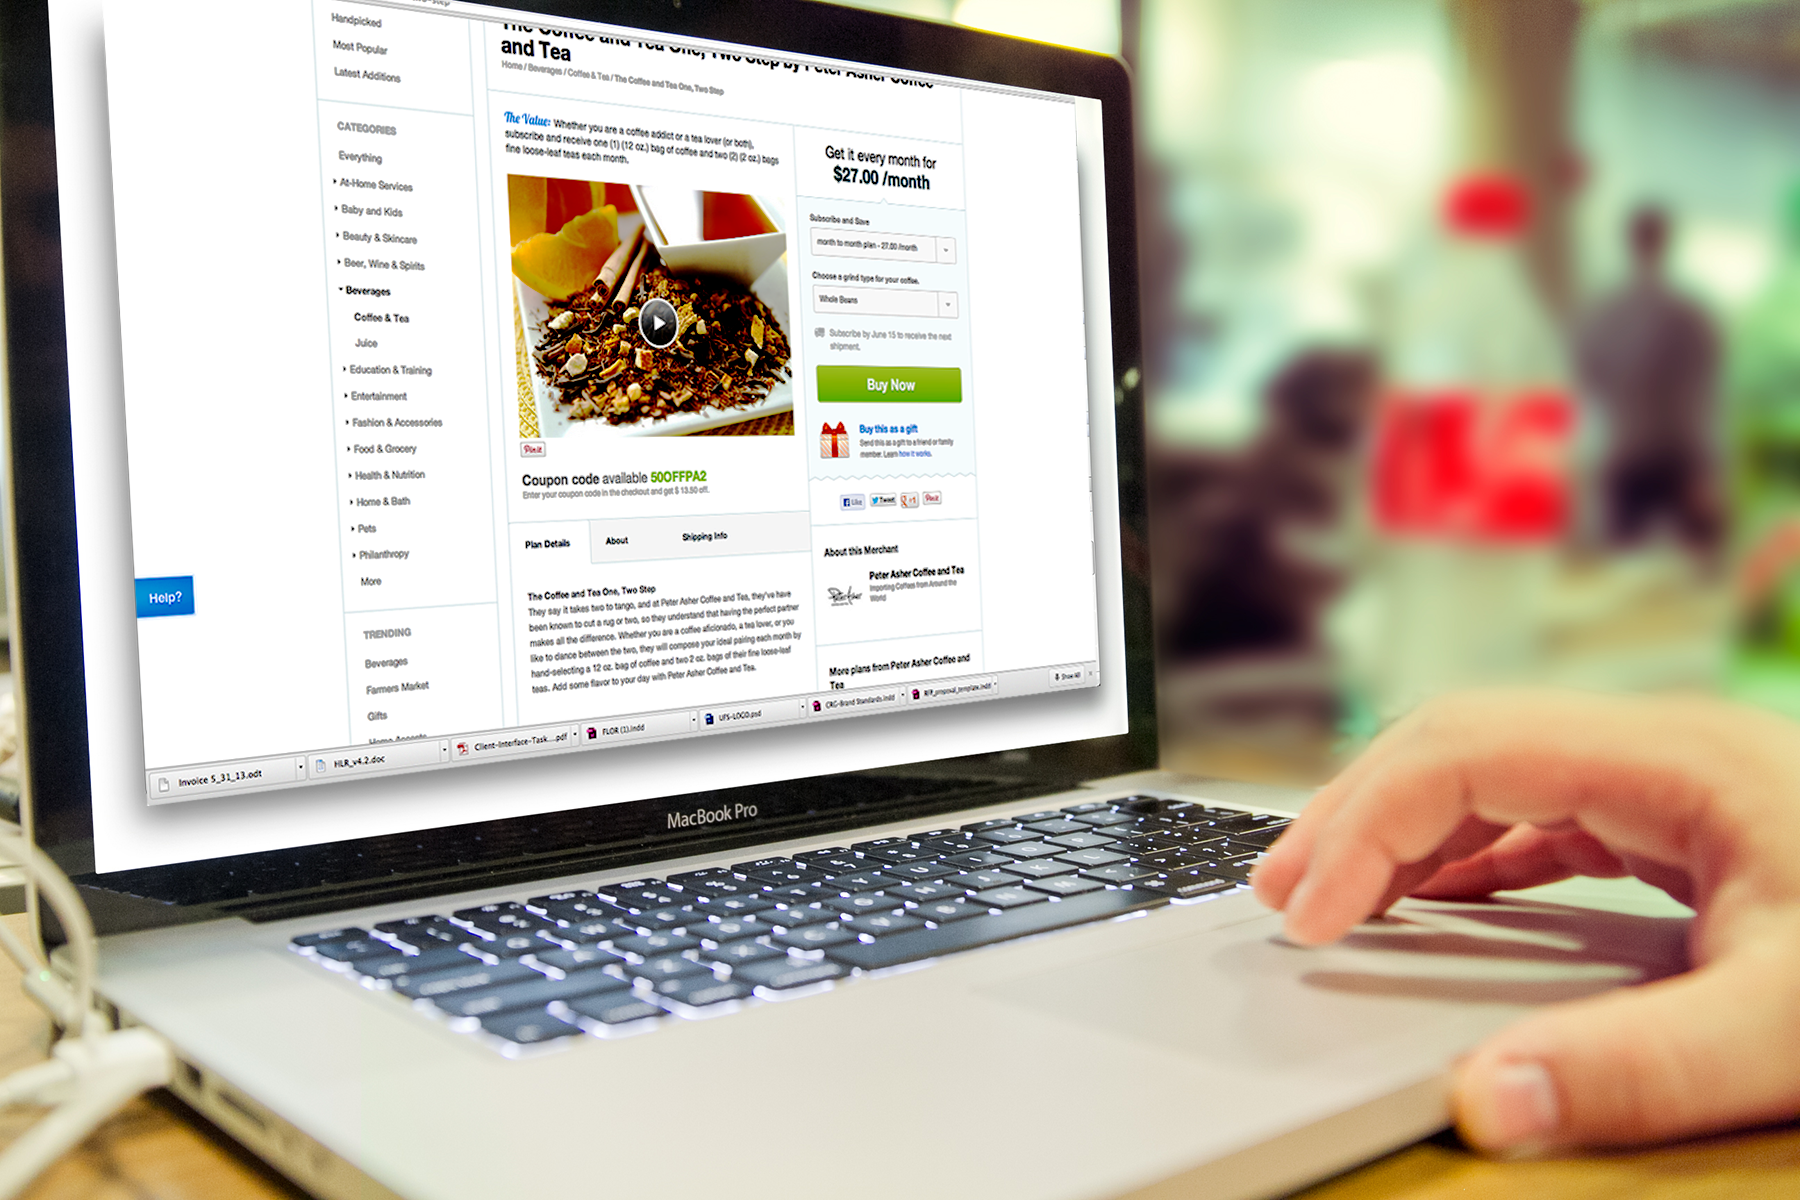 Handpicked
Most Popular
Latest Additions
CATEGORIES
Everything
At-Home Services
Baby and Kids
Beauty & Skincare
Beer, Wine & Spirits
Beverages
Coffee & Tea
Juice
Education & Training
Entertainment
Fashion & Accessories
Food & Grocery
Health & Nutrition
Home & Bath
Pets
Philanthropy
More
TRENDING
Beverages
Farmers Market
Gifts
Home Accents
Help?
The Coffee and Tea One, Two Step by Peter Asher Coffee
and Tea
Home / Beverages / Coffee & Tea / The Coffee and Tea One, Two Step
The Value: Whether you are a coffee addict or a tea lover (or both),
subscribe and receive one (1) (12 oz.) bag of coffee and two (2) (2 oz.) bags
fine loose-leaf teas each month.
Pin it
Coupon code available 50OFFPA2
Enter your coupon code in the checkout and get $ 13.50 off.
Plan Details
About
Shipping Info
The Coffee and Tea One, Two Step
They say it takes two to tango, and at Peter Asher Coffee and Tea, they've have
been known to cut a rug or two, so they understand that having the perfect partner
makes all the difference. Whether you are a coffee aficionado, a tea lover, or you
like to dance between the two, they will compose your ideal pairing each month by
hand-selecting a 12 oz. bag of coffee and two 2 oz. bags of their fine loose-leaf
teas. Add some flavor to your day with Peter Asher Coffee and Tea.
Get it every month for
$27.00 /month
Subscribe and Save
month to month plan - 27.00 /month
Choose a grind type for your coffee.
Whole Beans
Subscribe by June 15 to receive the next
shipment.
Buy Now
Buy this as a gift
Send this as a gift to a friend or family
member. Learn how it works.
Like
Tweet
+1
Pin it
About this Merchant
Peter Asher
Peter Asher Coffee and Tea
Importing Coffees from Around the
World
More plans from Peter Asher Coffee and
Tea
Invoice 5_31_13.odt
HLR_v4.2.doc
Client-Interface-Task....pdf
FLOR (1).indd
UFS-LOGO.psd
CRG-Brand Standards.indd
RFP_proposal_template.indd
Show All
MacBook Pro